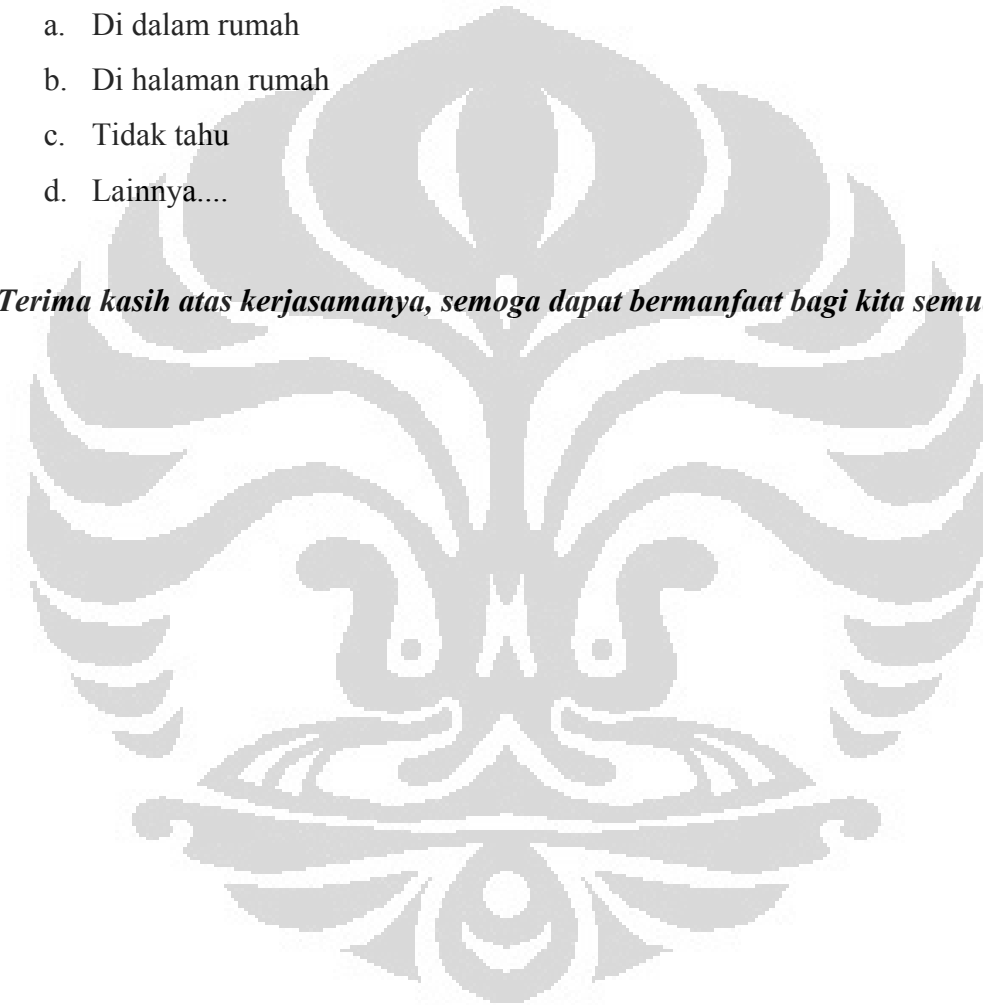 a. Di dalam rumah
b. Di halaman rumah
c. Tidak tahu
d. Lainnya....
Terima kasih atas kerjasamanya, semoga dapat bermanfaat bagi kita semu